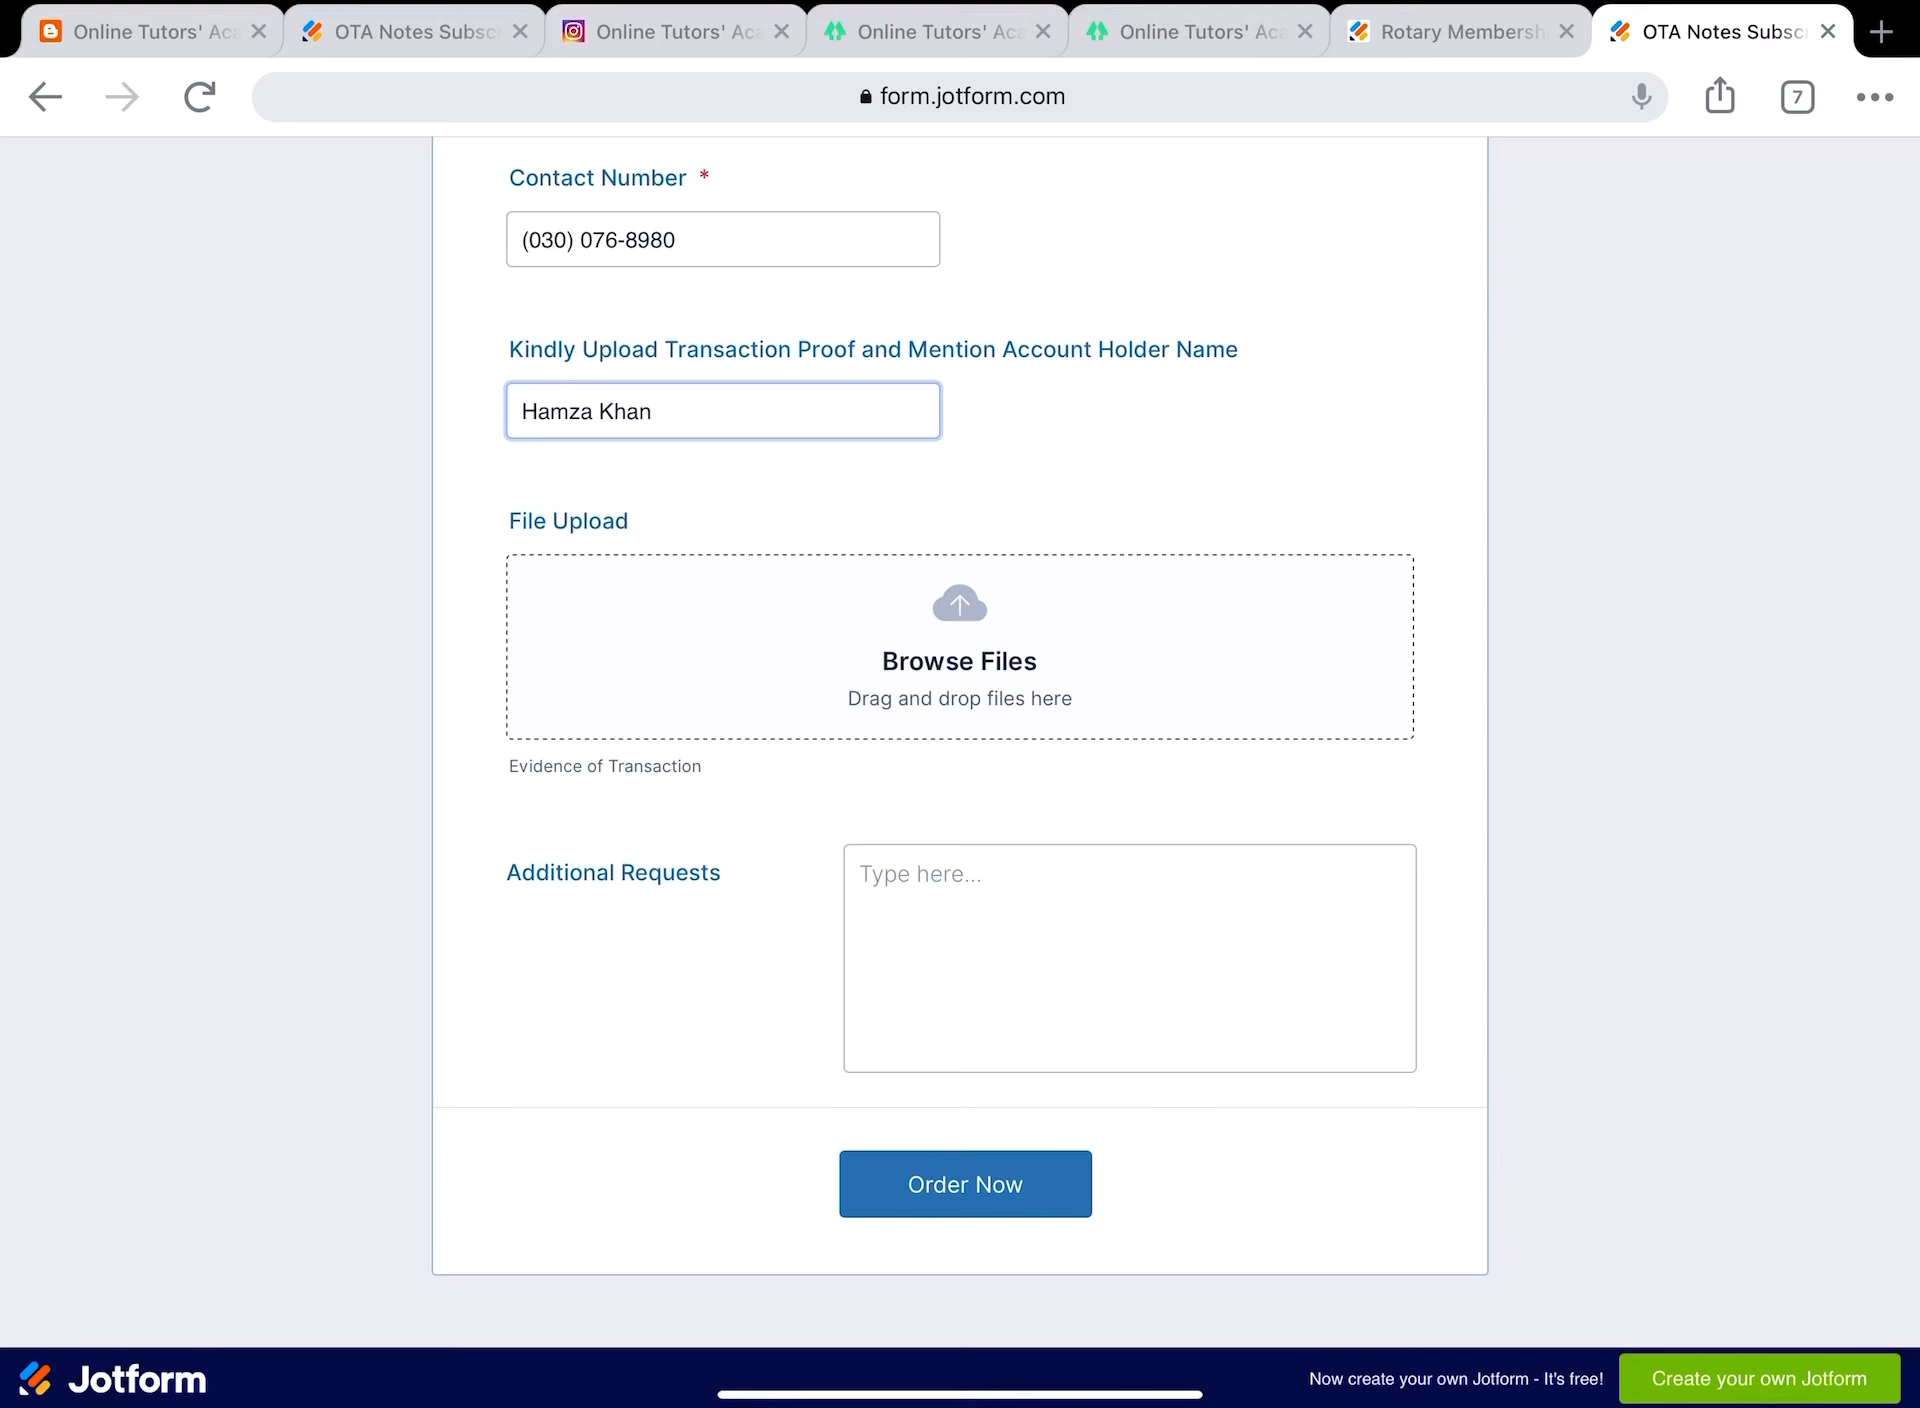 Online Tutors' Aca
OTA Notes Subsc
Online Tutors' Aca
Online Tutors' Aca
Online Tutors' Aca
Rotary Membersh
OTA Notes Subscr
form.jotform.com
7
Contact Number *
(030) 076-8980
Kindly Upload Transaction Proof and Mention Account Holder Name
Hamza Khan
File Upload
Browse Files
Drag and drop files here
Evidence of Transaction
Additional Requests
Type here...
Order Now
Jotform
Now create your own Jotform - It's free!
Create your own Jotform